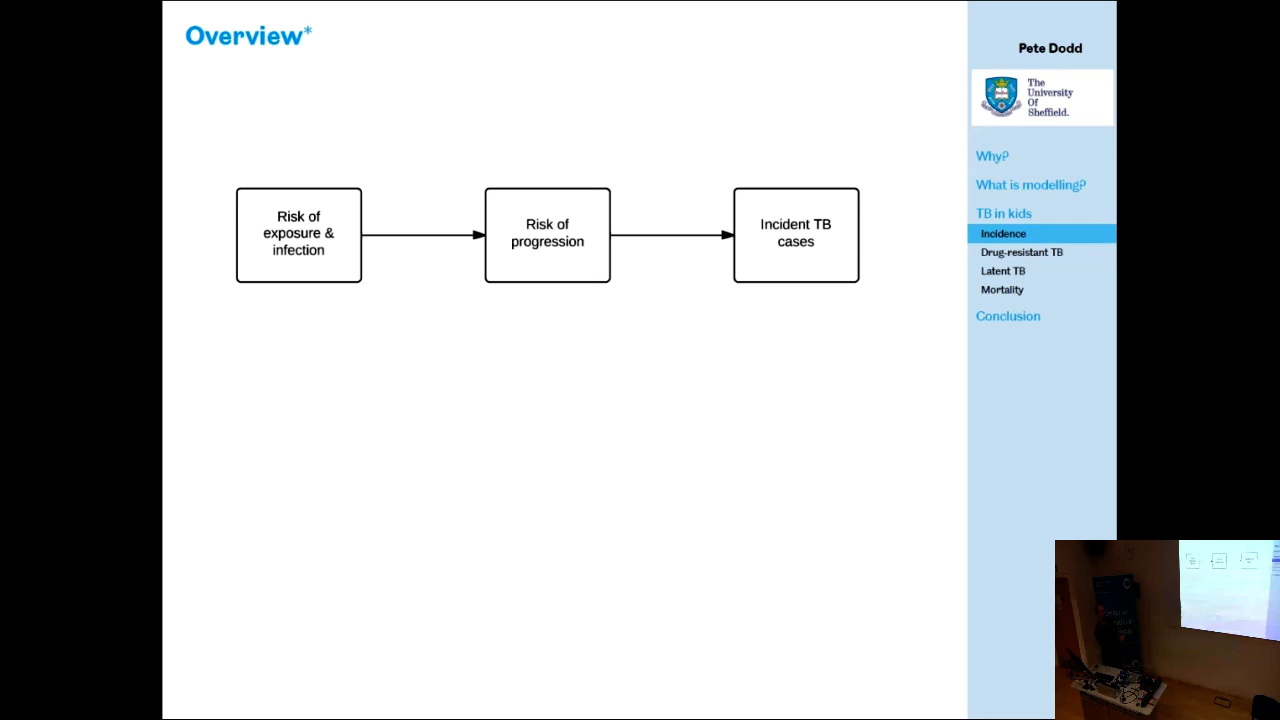 Overview*
Risk of
exposure &
infection
Risk of
progression
Incident TB
cases
Pete Dodd
The
University
Of
Sheffield.
Why?
What is modelling?
TB in kids
Incidence
Drug-resistant TB
Latent TB
Mortality
Conclusion